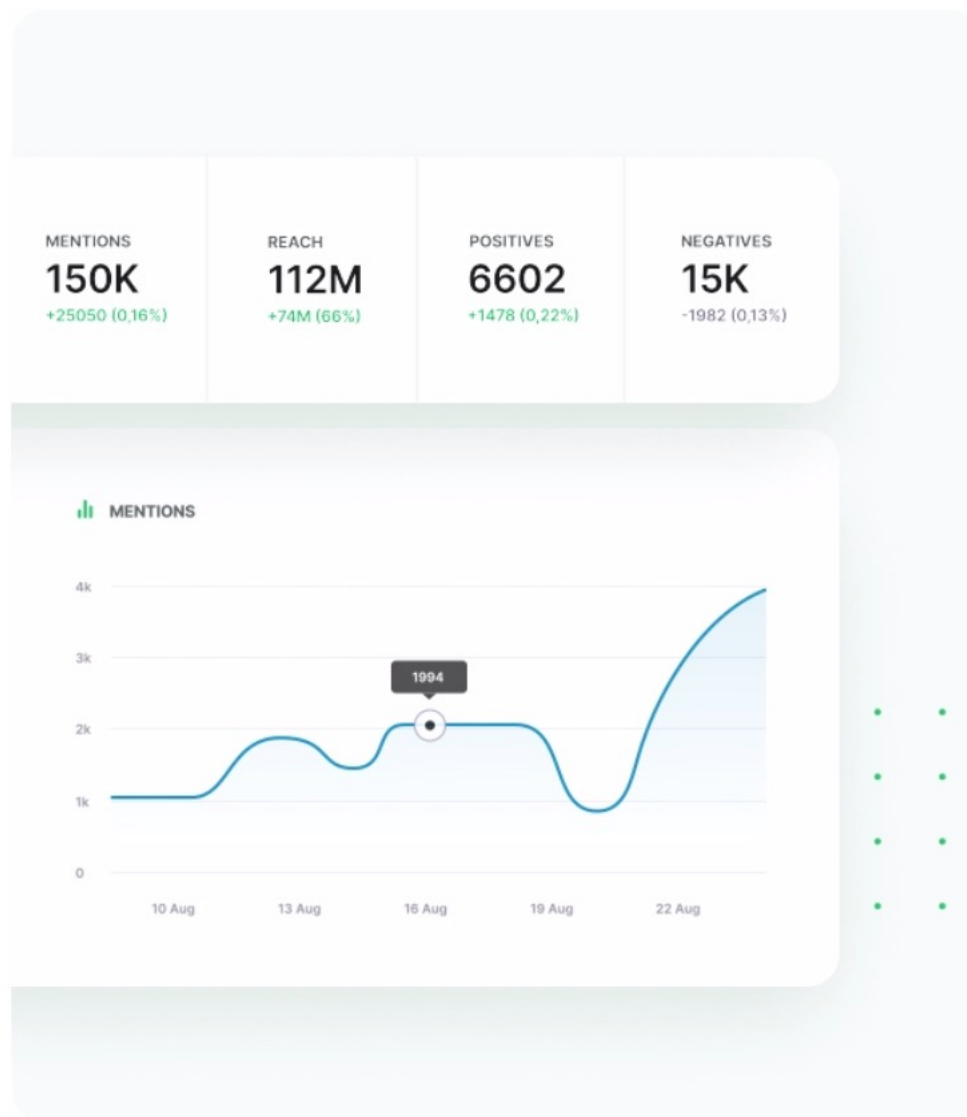 MENTIONS
150K
+25050 (0,16%)
REACH
112M
+74M (66%)
POSITIVES
6602
+1478 (0,22%)
NEGATIVES
15K
-1982 (0,13%)
MENTIONS
4k
3k
1994
2k
1k
0
10 Aug 13 Aug 16 Aug 19 Aug 22 Aug